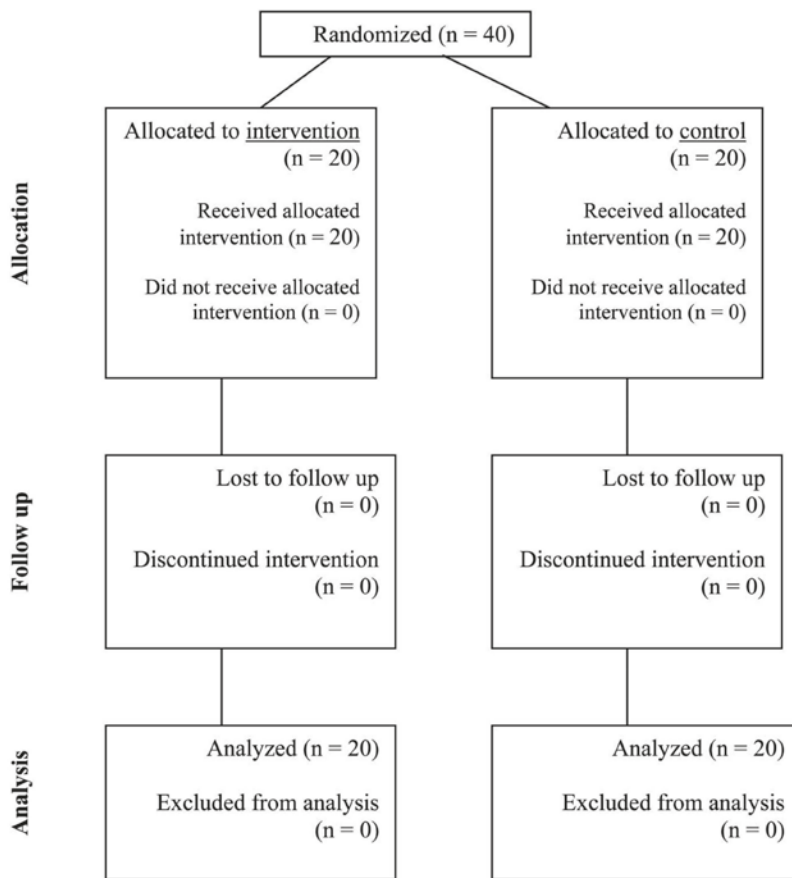 Randomized (n = 40)
Allocation
Allocated to intervention
(n = 20)
Received allocated
intervention (n = 20)
Did not receive allocated
intervention (n = 0)
Allocated to control
(n = 20)
Received allocated
intervention (n = 20)
Did not receive allocated
intervention (n = 0)
Follow up
Lost to follow up
(n = 0)
Discontinued intervention
(n = 0)
Lost to follow up
(n = 0)
Discontinued intervention
(n = 0)
Analysis
Analyzed (n = 20)
Excluded from analysis
(n = 0)
Analyzed (n = 20)
Excluded from analysis
(n = 0)